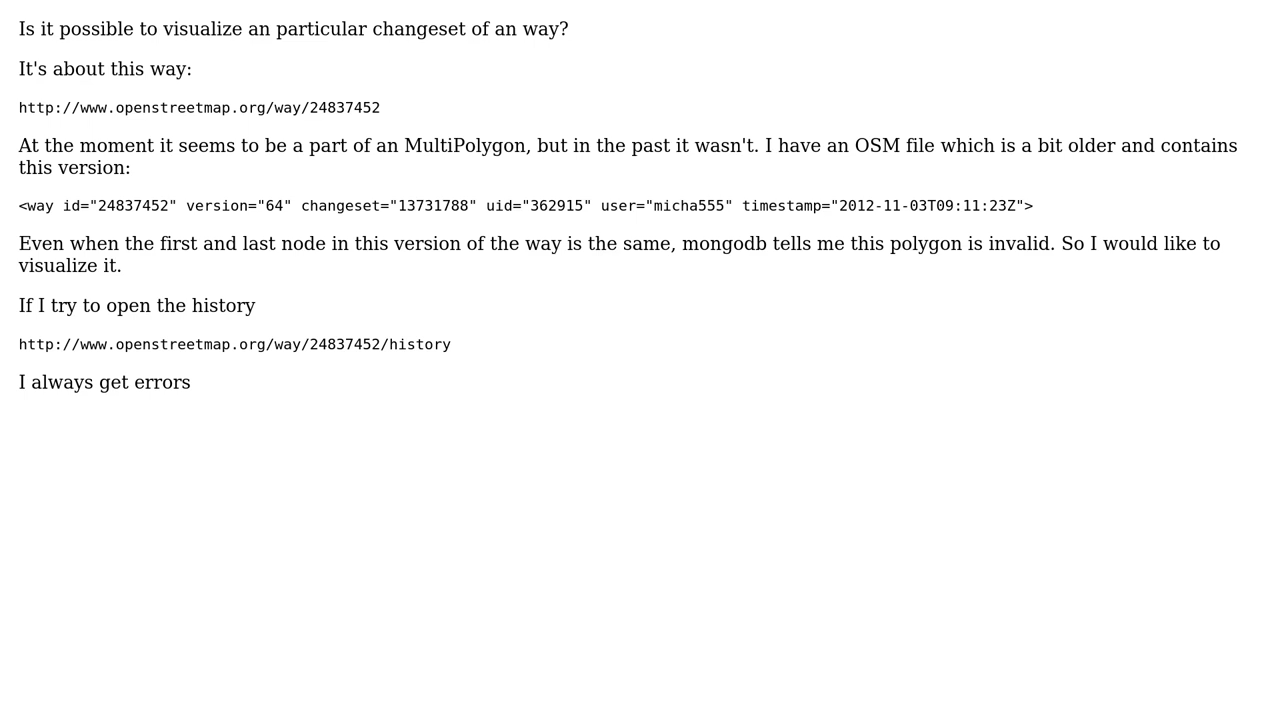 Is it possible to visualize an particular changeset of an way?
It's about this way:
http://www.openstreetmap.org/way/24837452
At the moment it seems to be a part of an MultiPolygon, but in the past it wasn't. I have an OSM file which is a bit older and contains
this version:
<way id="24837452" version="64" changeset="13731788" uid="362915" user="micha555" timestamp="2012-11-03T09:11:23Z">
Even when the first and last node in this version of the way is the same, mongodb tells me this polygon is invalid. So I would like to
visualize it.
If I try to open the history
http://www.openstreetmap.org/way/24837452/history
I always get errors